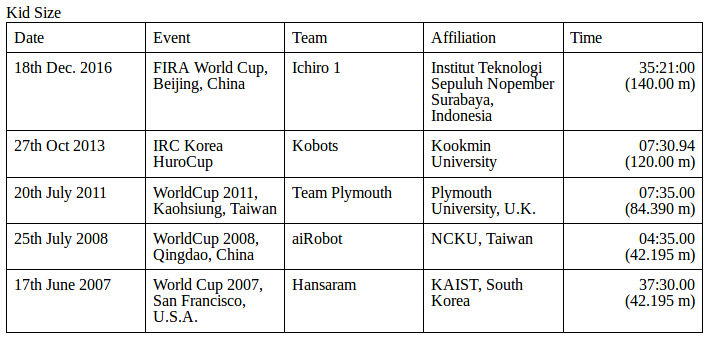 Kid Size
Date Event Team Affiliation Time
18th Dec. 2016 FIRA World Cup, Ichiro 1 Institut Teknologi 35:21:00
Beijing, China Sepuluh Nopember (140.00 m)
Surabaya,
Indonesia
27th Oct 2013 IRC Korea Kobots Kookmin 07:30.94
HuroCup University (120.00 m)
20th July 2011 WorldCup 2011, Team Plymouth Plymouth 07:35.00
Kaohsiung, Taiwan University, U.K. (84.390 m)
25th July 2008 WorldCup 2008, aiRobot NCKU, Taiwan 04:35.00
Qingdao, China (42.195 m)
17th June 2007 World Cup 2007, Hansaram KAIST, South 37:30.00
San Francisco, Korea (42.195 m)
U.S.A.